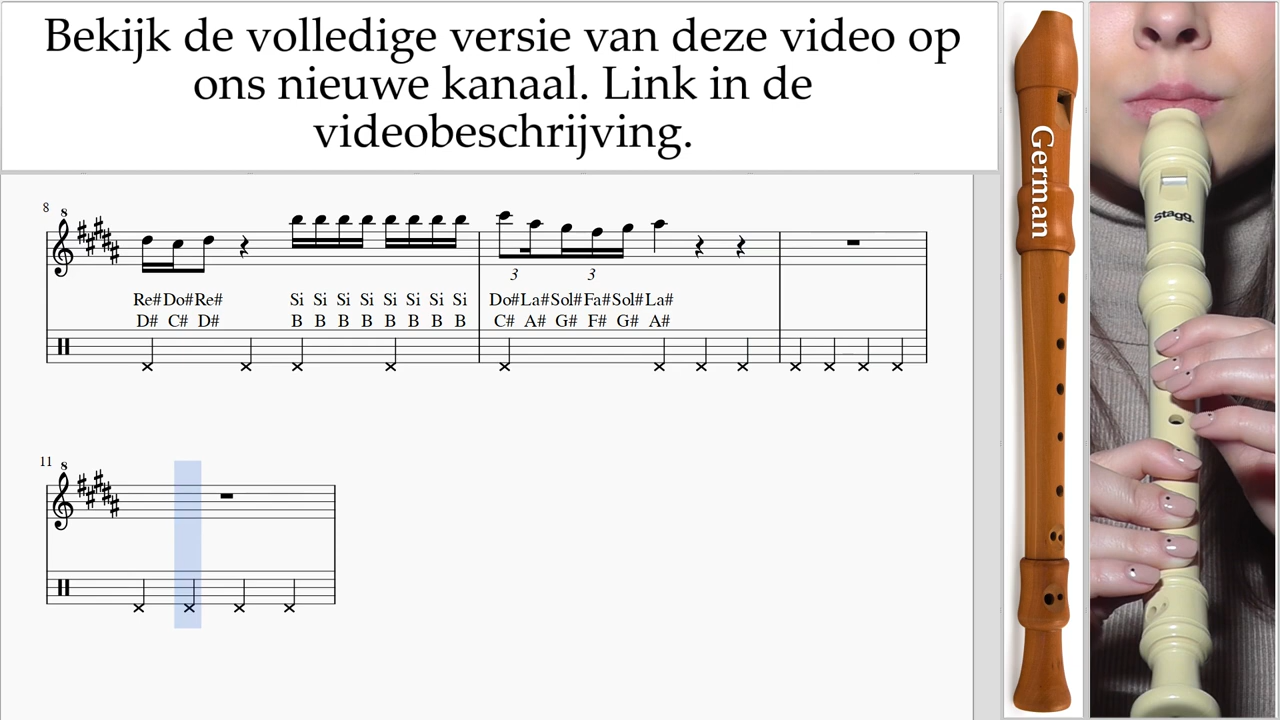 Bekijk de volledige versie van deze video op
ons nieuwe kanaal. Link in de
videobeschrijving.
German
Stagg
8 8
3 3
Re# Do# Re# Si Si Si Si Si Si Si Si Do# La# Sol# Fa# Sol# La#
D# C# D# B B B B B B B B C# A# G# F# G# A#
11 8